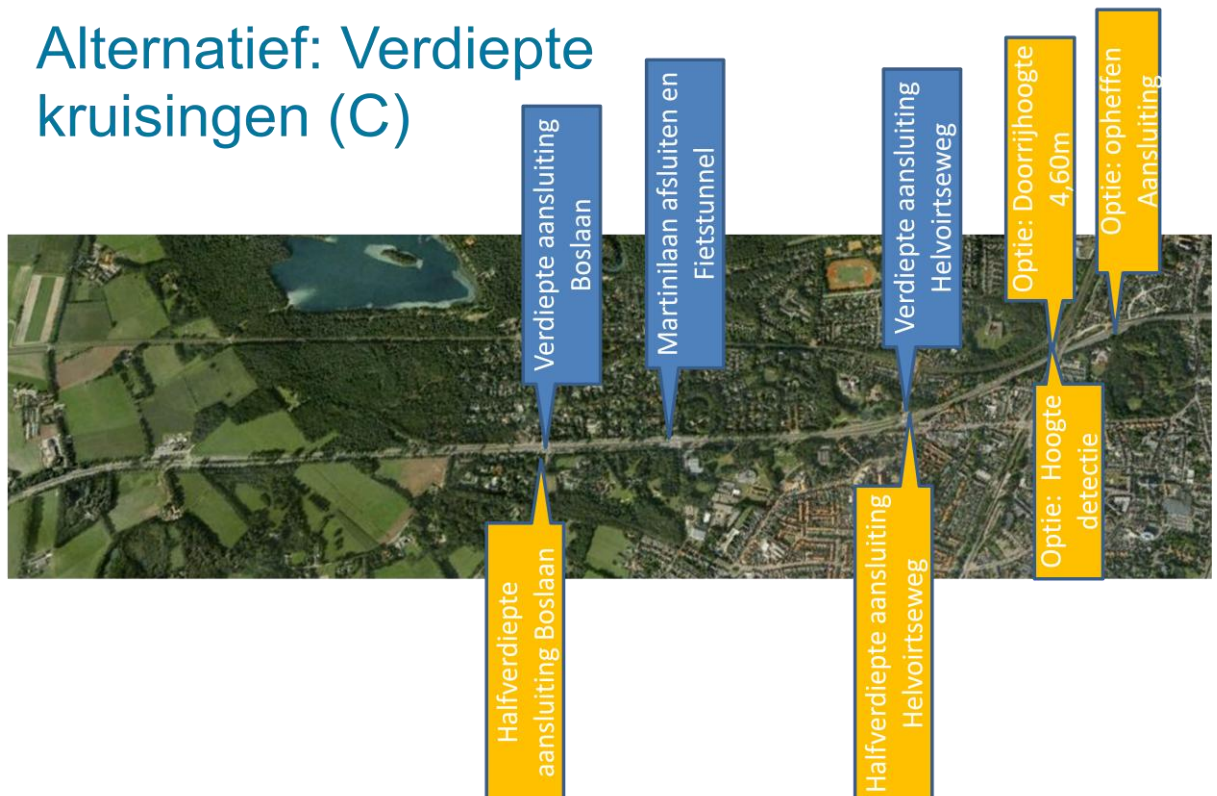 Alternatief: Verdiepte
kruisingen (C)
Verdiepte aansluiting
Boslaan
Martinilaan afsluiten en
Fietstunnel
Verdiepte aansluiting
Helvoirtseweg
Optie: Doorrijhoogte
4,60m
Optie: opheffen
Aansluiting
Halfverdiepte
aansluiting Boslaan
Halfverdiepte aansluiting
Helvoirtseweg
Optie: Hoogte
detectie